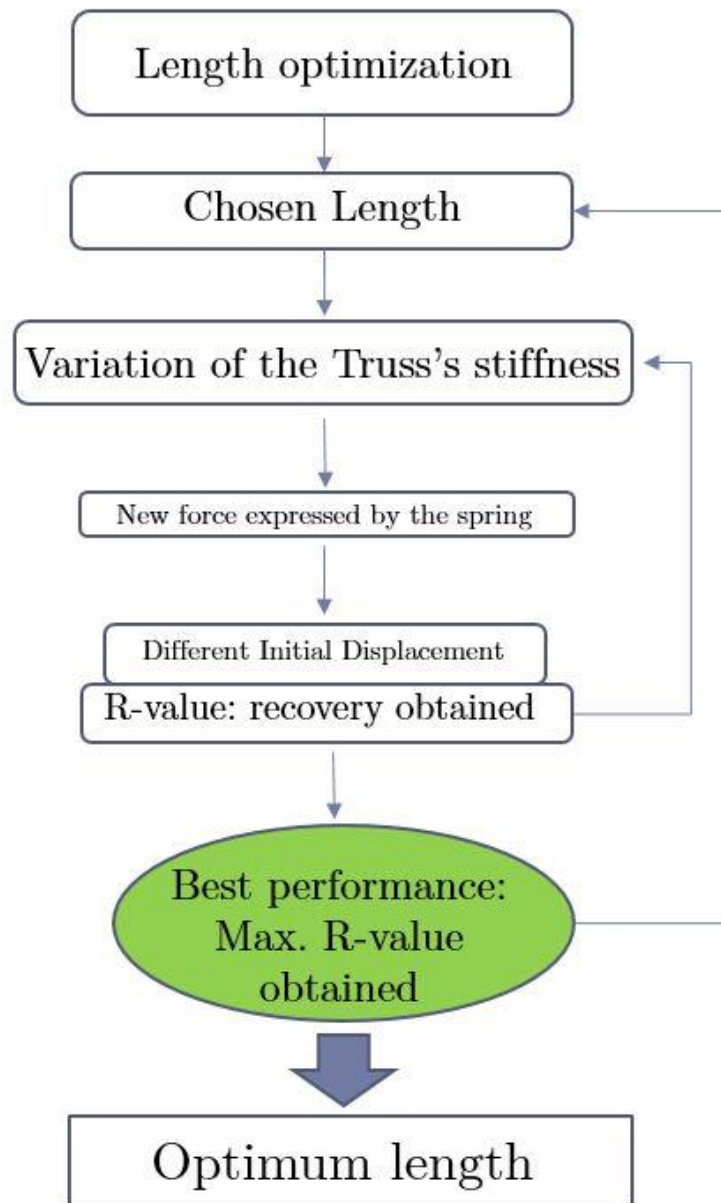 Length optimization
Chosen Length
Variation of the Truss's stiffness
New force expressed by the spring
Different Initial Displacement
R-value: recovery obtained
Best performance:
Max. R-value
obtained
Optimum length